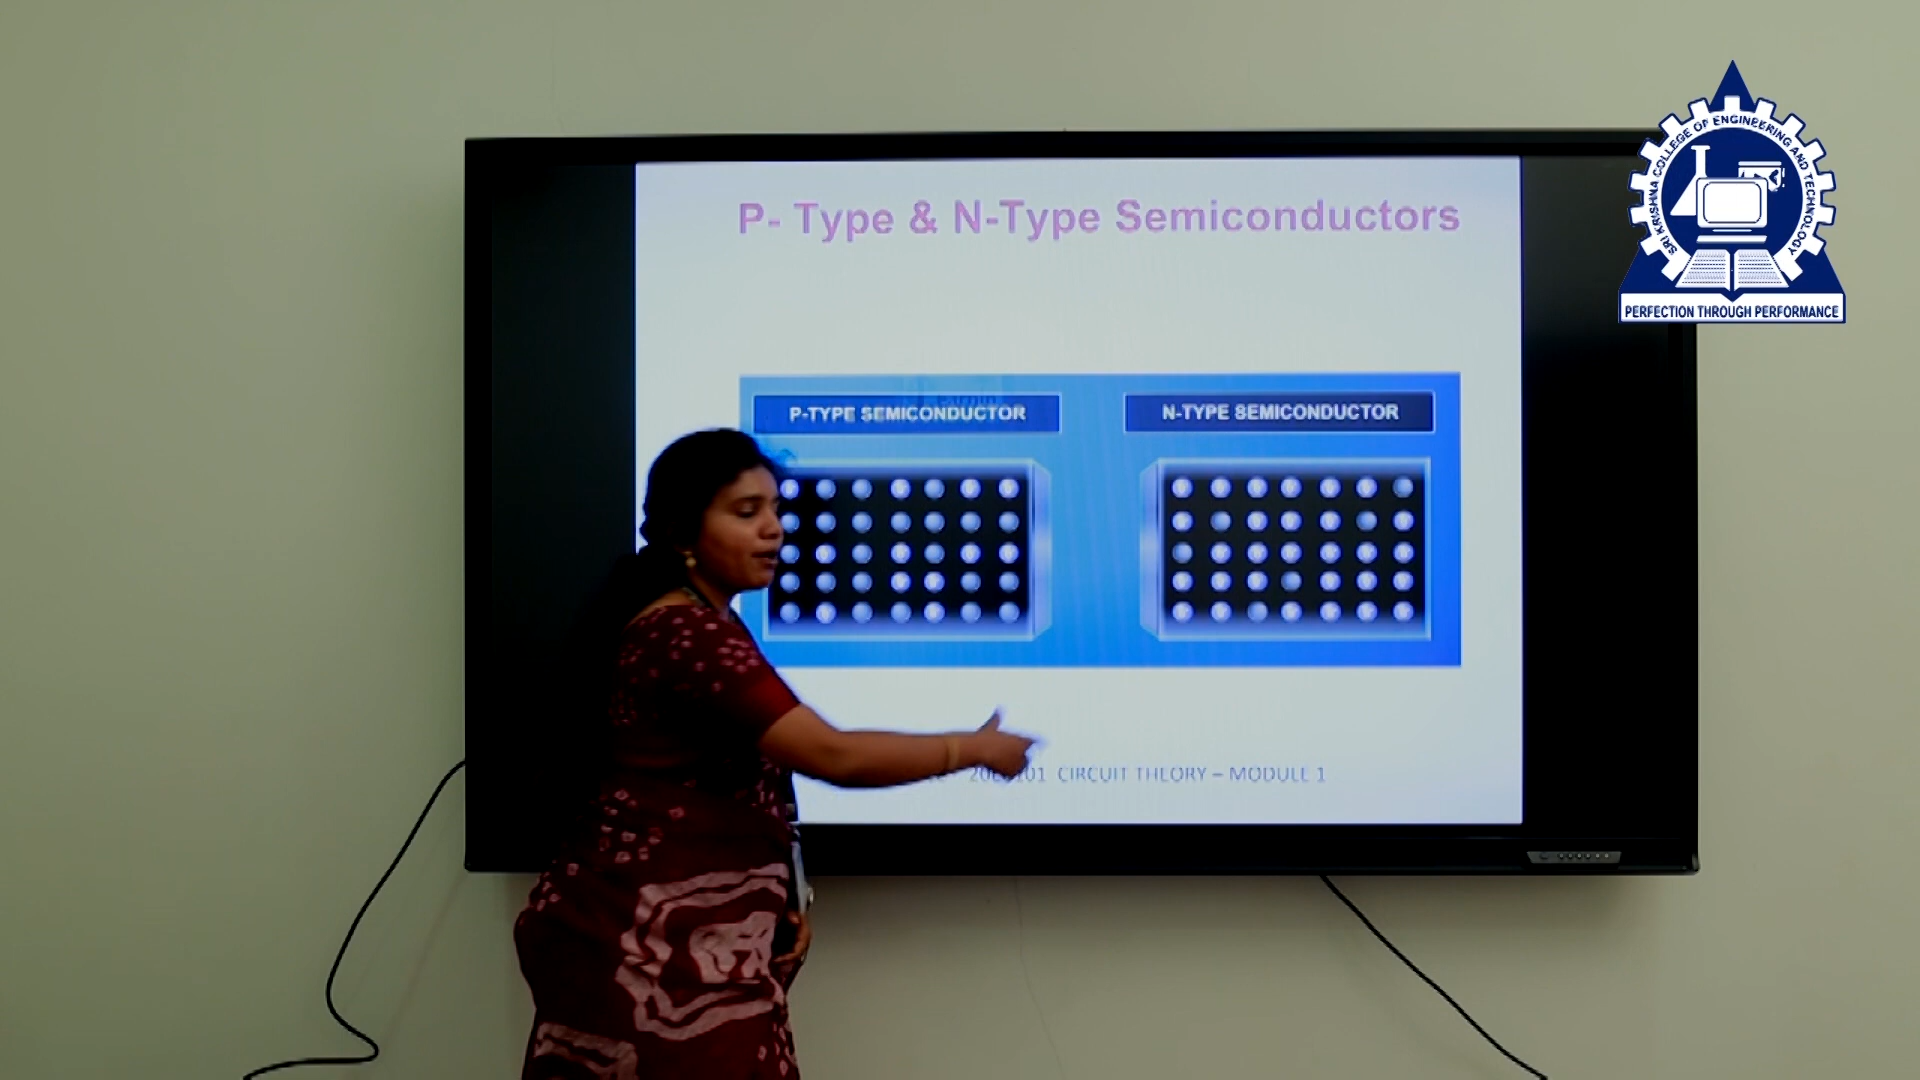 P- Type & N-Type Semiconductors
P-TYPE SEMICONDUCTOR
N-TYPE SEMICONDUCTOR
CIRCUIT THEORY – MODULE 1
SRI KRISHNA COLLEGE OF ENGINEERING AND TECHNOLOGY
PERFECTION THROUGH PERFORMANCE